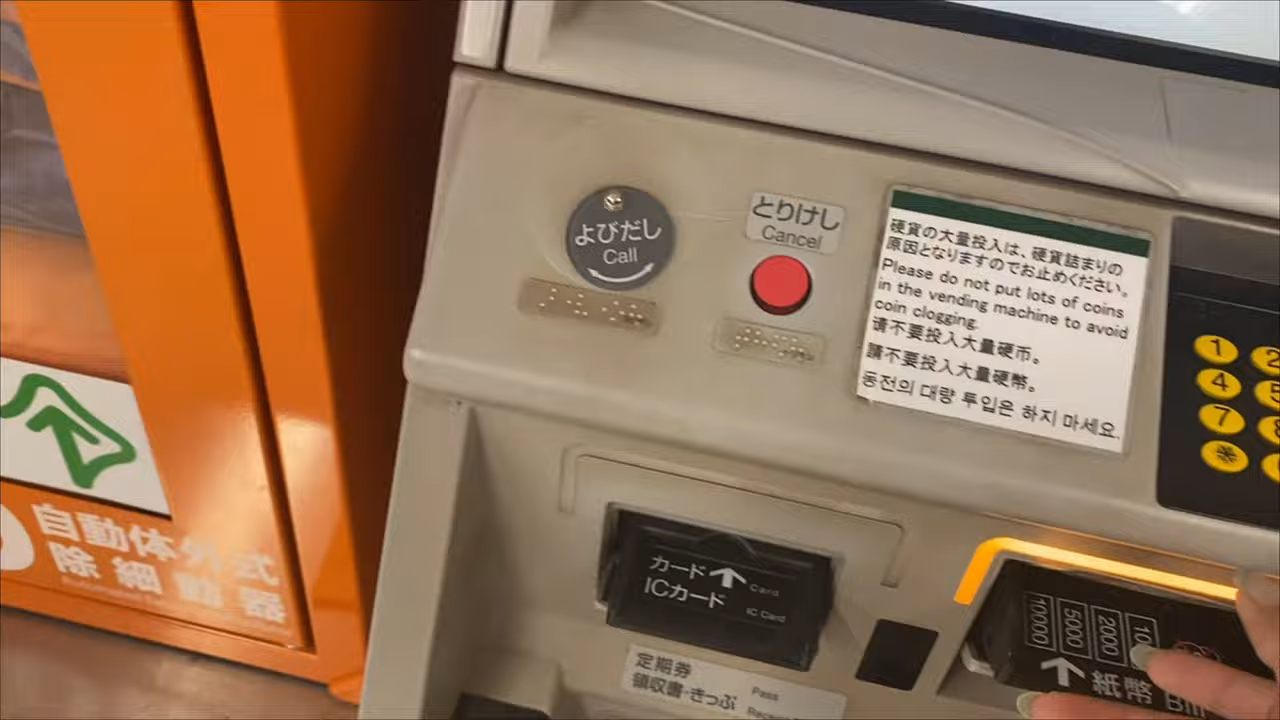 よびだし
Call
とりけし
Cancel
硬貨の大量投入は、硬貨詰まりの
原因となりますのでお止めください。
Please do not put lots of coins
in the vending machine to avoid
coin clogging.
请不要投入大量硬币。
請不要投入大量硬幣。
동전의 대량 투입은 하지 마세요.
1
2
4
5
7
8
*
カード Card
ICカード IC Card
定期券 Pass
領収書・きっぷ
10000
5000
2000
紙幣 Bill
自動体外式
除細動器